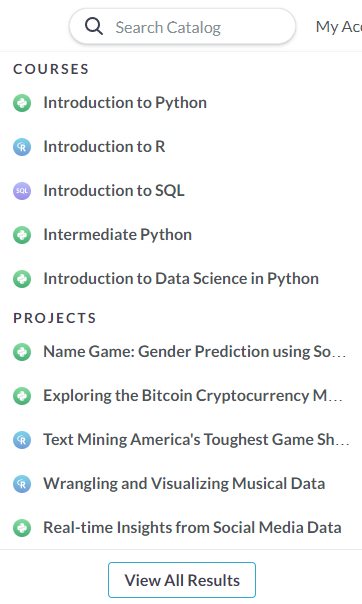 Search Catalog
My Acc
COURSES
Introduction to Python
R Introduction to R
SQL Introduction to SQL
Intermediate Python
Introduction to Data Science in Python
PROJECTS
Name Game: Gender Prediction using So...
Exploring the Bitcoin Cryptocurrency M...
R Text Mining America's Toughest Game Sh...
R Wrangling and Visualizing Musical Data
Real-time Insights from Social Media Data
View All Results